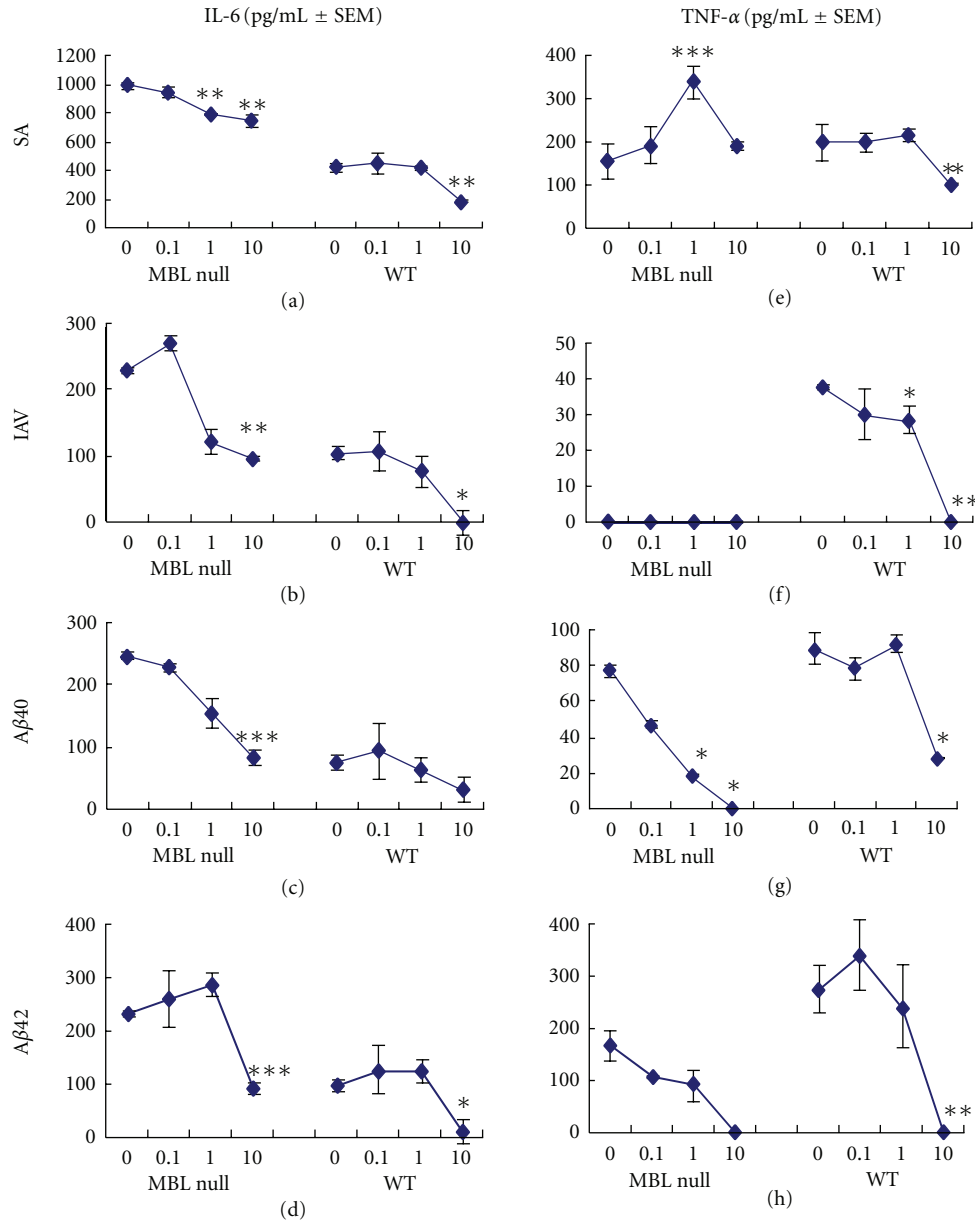 IL-6 (pg/mL ± SEM)
TNF-α (pg/mL ± SEM)
SA
1200
1000
800
600
400
200
0
** ** **
0 0.1 1 10 0 0.1 1 10
MBL null WT
(a)
400
300
200
100
0
*** **
0 0.1 1 10 0 0.1 1 10
MBL null WT
(e)
IAV
300
200
100
0
** *
0 0.1 1 10 0 0.1 1 10
MBL null WT
(b)
50
40
30
20
10
0
* **
0 0.1 1 10 0 0.1 1 10
MBL null WT
(f)
Aβ40
300
200
100
0
***
0 0.1 1 10 0 0.1 1 10
MBL null WT
(c)
100
80
60
40
20
0
* * *
0 0.1 1 10 0 0.1 1 10
MBL null WT
(g)
Aβ42
400
300
200
100
0
*** *
0 0.1 1 10 0 0.1 1 10
MBL null WT
(d)
400
300
200
100
0
**
0 0.1 1 10 0 0.1 1 10
MBL null WT
(h)